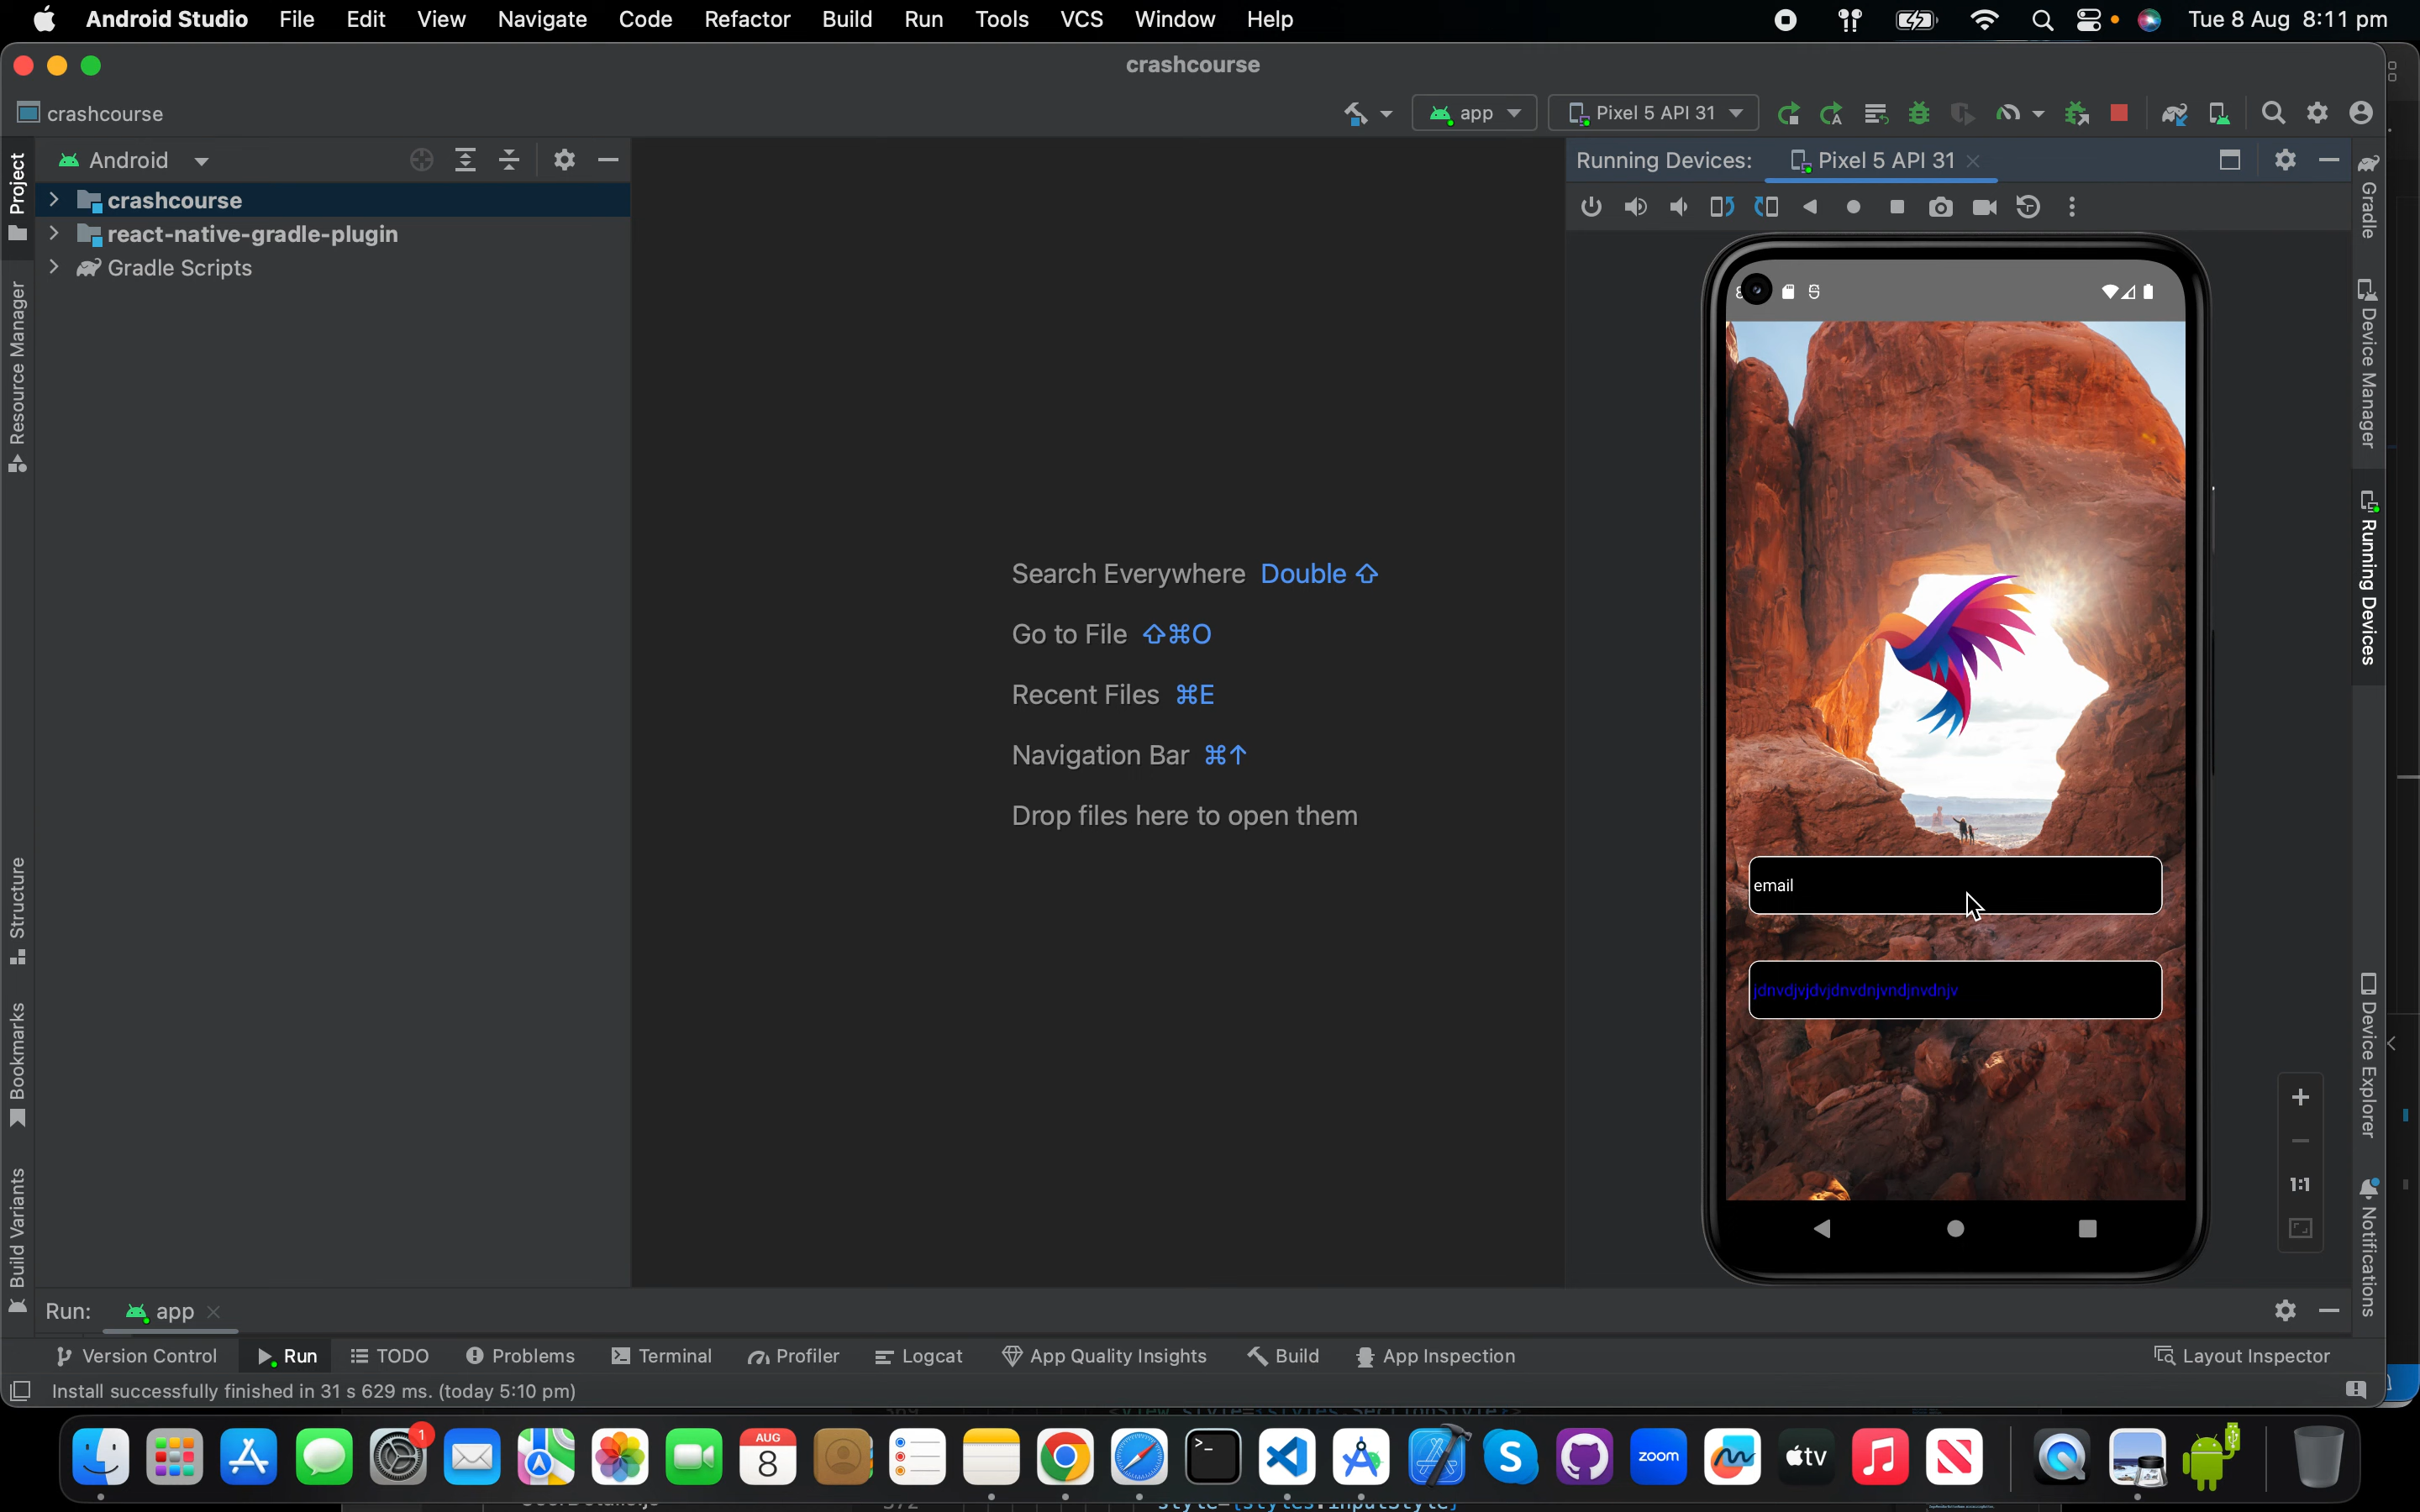 Android Studio File Edit View Navigate Code Refactor Build Run Tools VCS Window Help Tue 8 Aug 8:11 pm
crashcourse
crashcourse app Pixel 5 API 31
Android Running Devices: Pixel 5 API 31
crashcourse
react-native-gradle-plugin
Gradle Scripts
Project
Resource Manager
Structure
Bookmarks
Build Variants
Search Everywhere Double ⇧
Go to File ⇧⌘O
Recent Files ⌘E
Navigation Bar ⌘↑
Drop files here to open them
email
jdnvdjvjdvjdnvdnjvndjnvdnjv
Gradle
Device Manager
Running Devices
Device Explorer
Notifications
1:1
Run: app
Version Control Run TODO Problems Terminal Profiler Logcat App Quality Insights Build App Inspection Layout Inspector
Install successfully finished in 31 s 629 ms. (today 5:10 pm)
1
AUG
8
zoom
tv
style={styles.inputStyle}